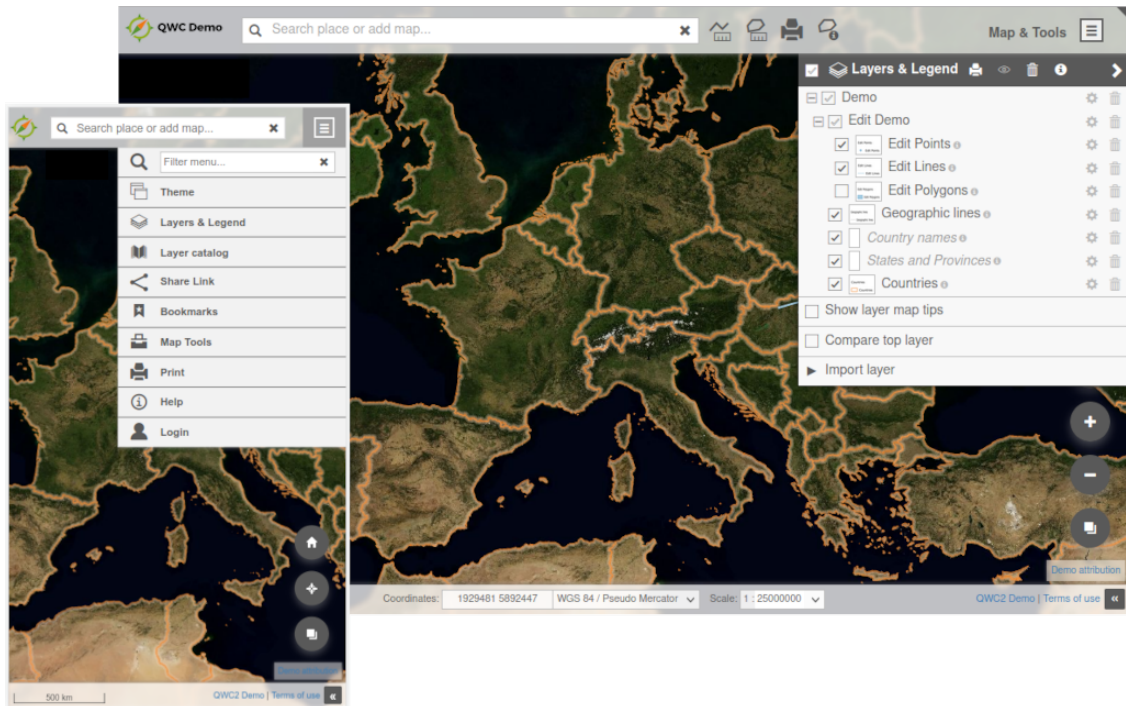 QWC Demo
Search place or add map...
Map & Tools
Layers & Legend
Demo
Edit Demo
Edit Points
Edit Lines
Edit Polygons
Geographic lines
Country names
States and Provinces
Countries
Show layer map tips
Compare top layer
Import layer
Demo attribution
Coordinates: 1929481 5892447 WGS 84 / Pseudo Mercator Scale: 1 : 25000000
QWC2 Demo | Terms of use
Search place or add map...
Filter menu...
Theme
Layers & Legend
Layer catalog
Share Link
Bookmarks
Map Tools
Print
Help
Login
Demo attribution
500 km
QWC2 Demo | Terms of use